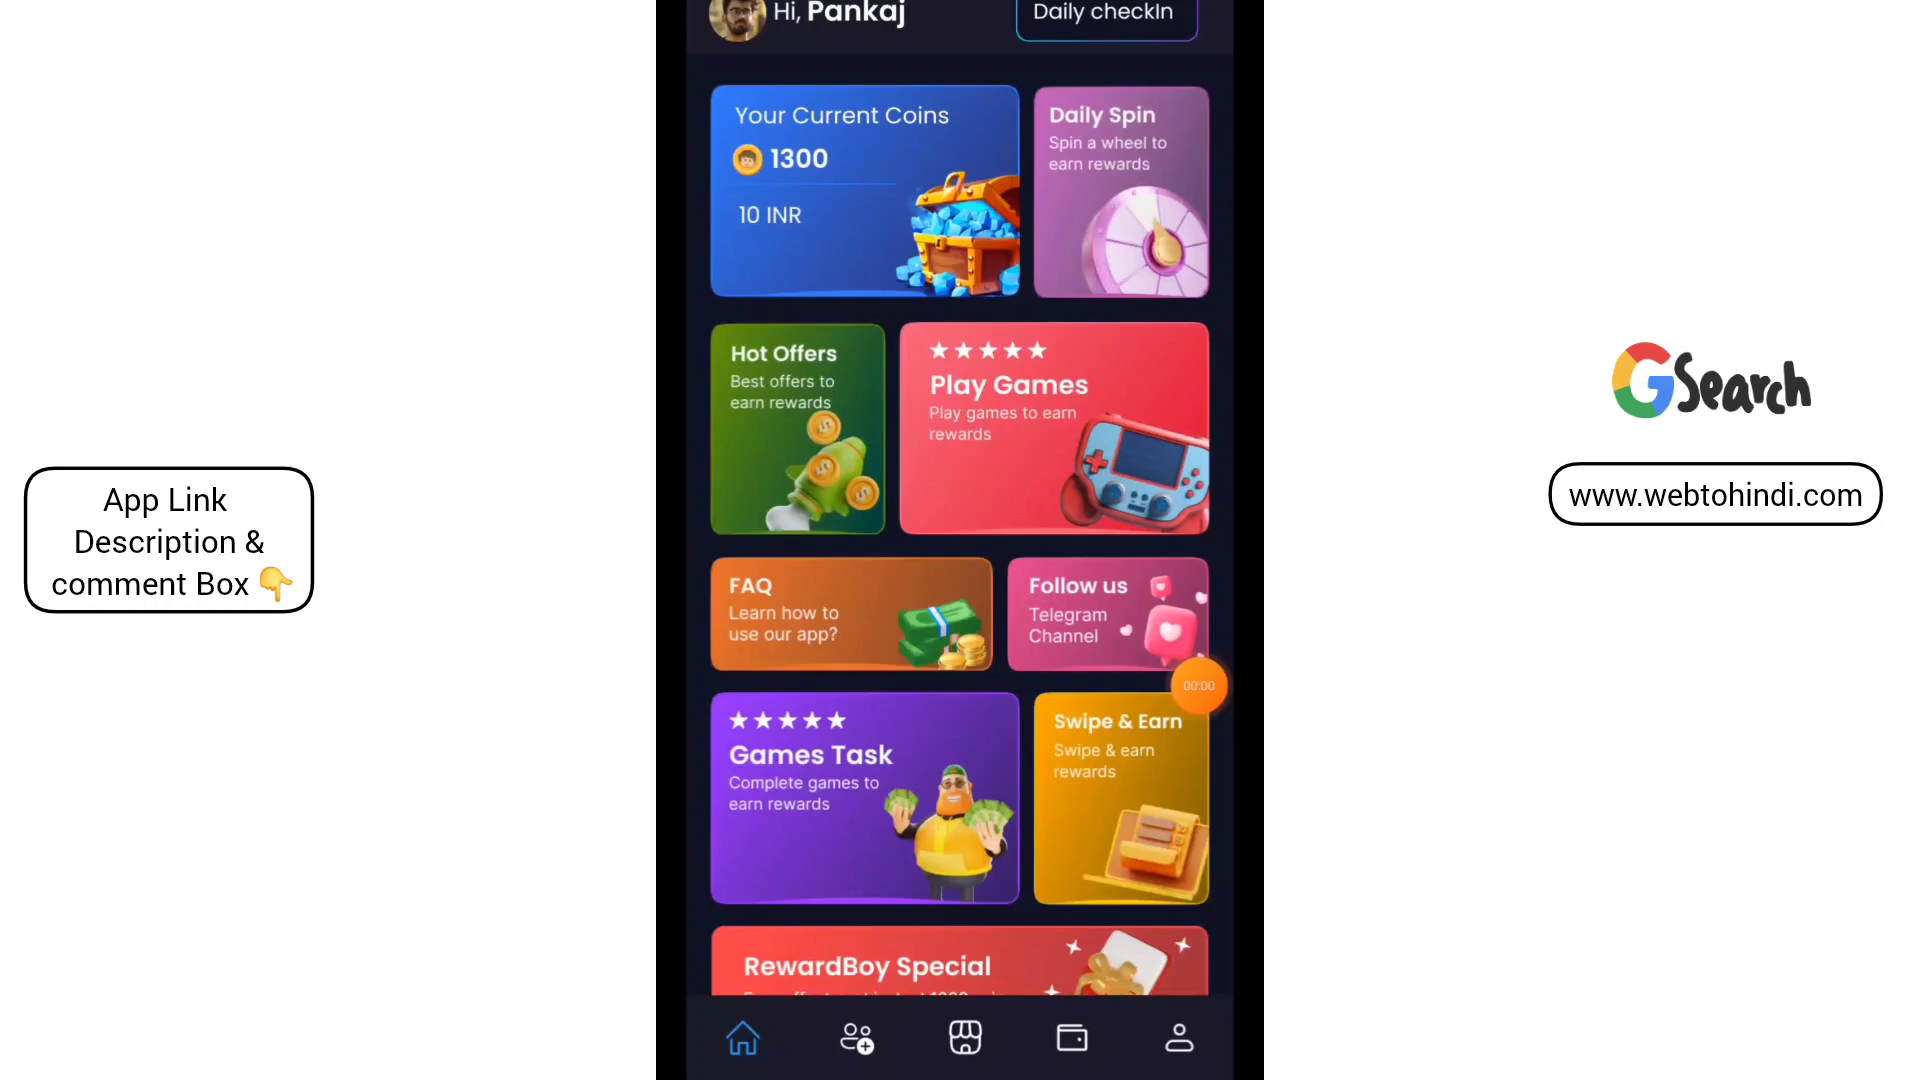 Hi, Pankaj
Daily checkIn
Your Current Coins
1300
10 INR
Daily Spin
Spin a wheel to
earn rewards
Hot Offers
Best offers to
earn rewards
Play Games
Play games to earn
rewards
FAQ
Learn how to
use our app?
Follow us
Telegram
Channel
00:00
Games Task
Complete games to
earn rewards
Swipe & Earn
Swipe & earn
rewards
RewardBoy Special
App Link
Description &
comment Box 👇
GSearch
www.webtohindi.com